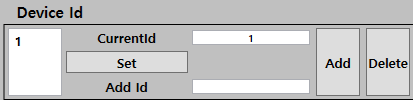 Device Id
1
CurrentId
1
Set
Add Id
Add
Delete